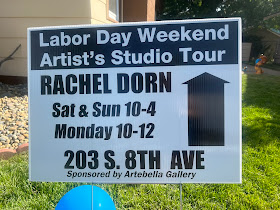 Labor Day Weekend
Artist's Studio Tour
RACHEL DORN
Sat & Sun 10-4
Monday 10-12
203 S. 8TH AVE
Sponsored by Artebella Gallery